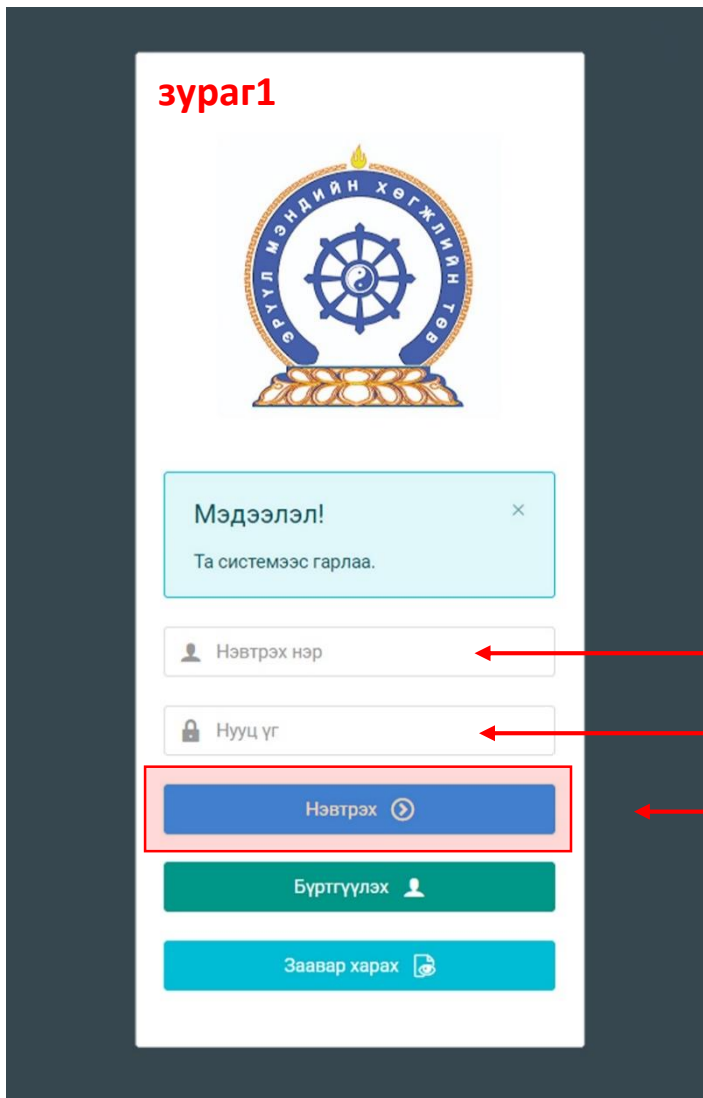 зураг1
ЭРҮҮЛ МЭНДИЙН ХӨГЖЛИЙН ТӨВ
Мэдээлэл!
×
Та системээс гарлаа.
Нэвтрэх нэр
Нууц үг
Нэвтрэх
Бүртгүүлэх
Заавар харах